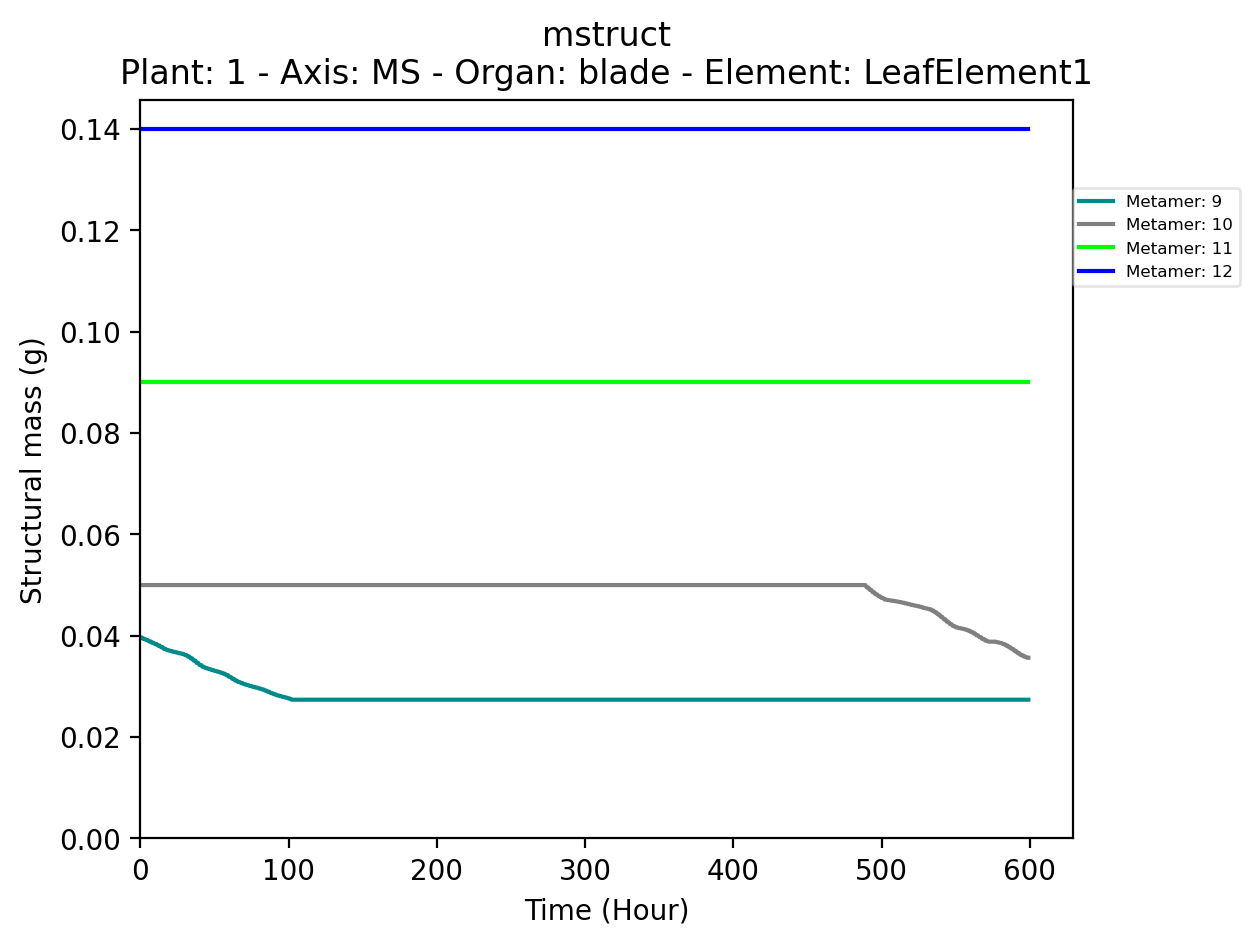 mstruct
Plant: 1 - Axis: MS - Organ: blade - Element: LeafElement1
Structural mass (g)
0.14
0.12
0.10
0.08
0.06
0.04
0.02
0.00
0 100 200 300 400 500 600
Time (Hour)
Metamer: 9
Metamer: 10
Metamer: 11
Metamer: 12